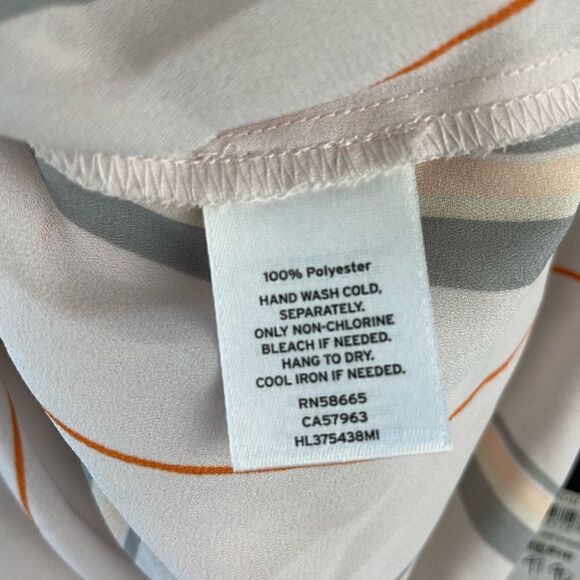 100% Polyester
HAND WASH COLD,
SEPARATELY.
ONLY NON-CHLORINE
BLEACH IF NEEDED.
HANG TO DRY.
COOL IRON IF NEEDED.
RN58665
CA57963
HL375438MI